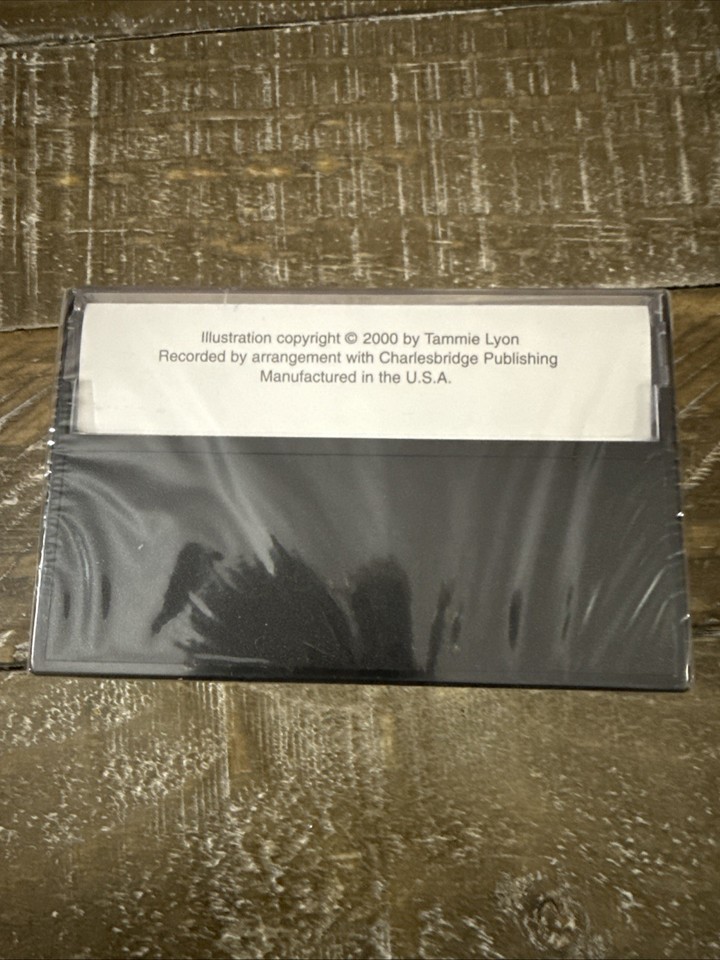 Illustration copyright © 2000 by Tammie Lyon
Recorded by arrangement with Charlesbridge Publishing
Manufactured in the U.S.A.